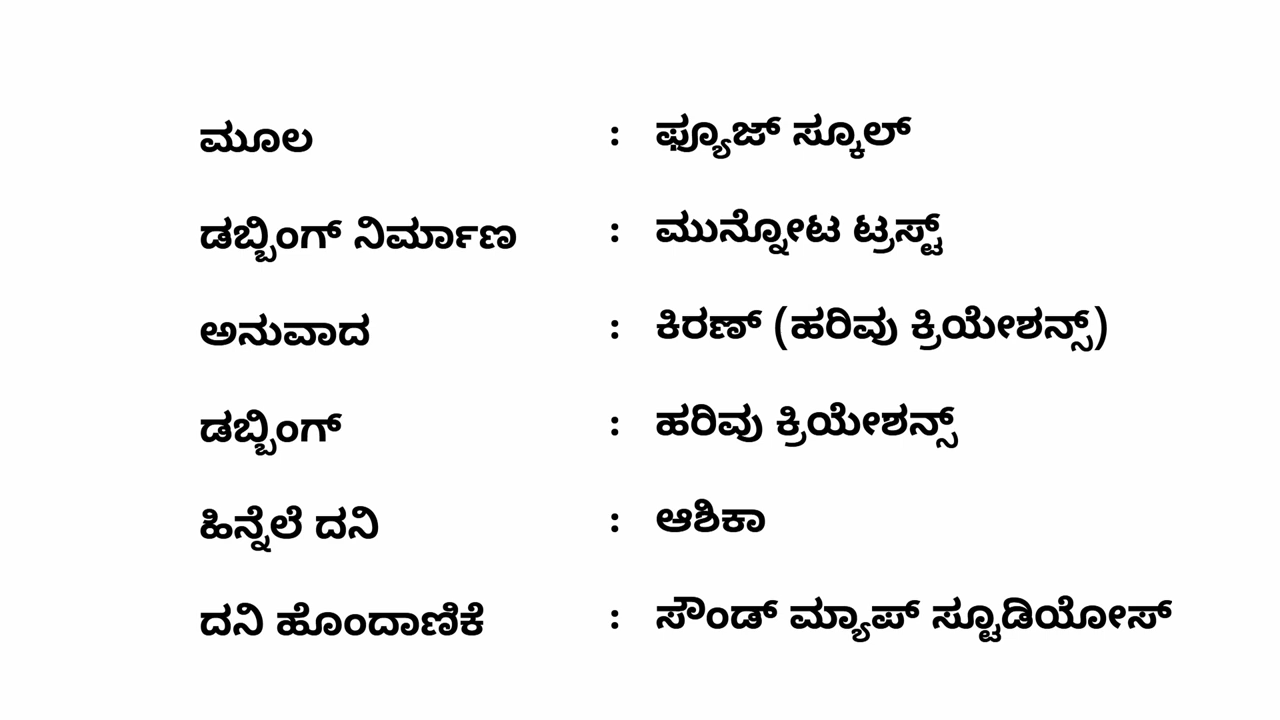 ಮೂಲ : ಫ್ಯೂಜ್ ಸ್ಕೂಲ್
ಡಬ್ಬಿಂಗ್ ನಿರ್ಮಾಣ : ಮುನ್ನೋಟ ಟ್ರಸ್ಟ್
ಅನುವಾದ : ಕಿರಣ್ (ಹರಿವು ಕ್ರಿಯೇಶನ್ಸ್)
ಡಬ್ಬಿಂಗ್ : ಹರಿವು ಕ್ರಿಯೇಶನ್ಸ್
ಹಿನ್ನೆಲೆ ದನಿ : ಆಶಿಕಾ
ದನಿ ಹೊಂದಾಣಿಕೆ : ಸೌಂಡ್ ಮ್ಯಾಪ್ ಸ್ಟೂಡಿಯೋಸ್